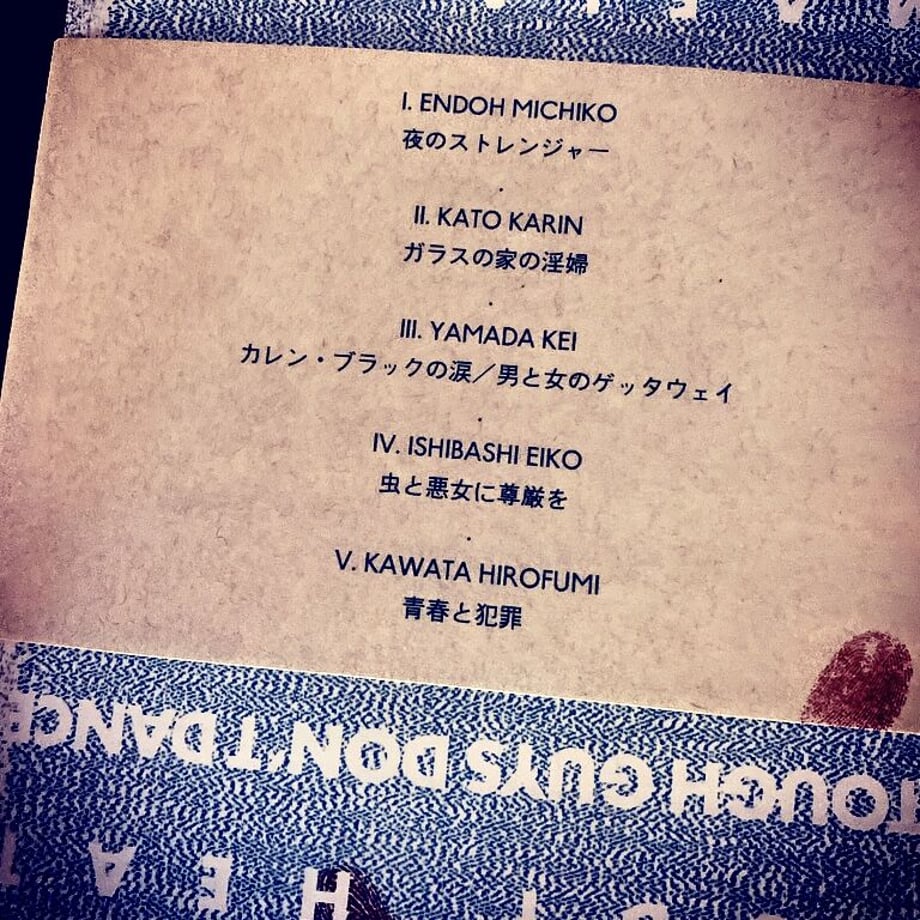 I. ENDOH MICHIKO
夜のストレンジャー
II. KATO KARIN
ガラスの家の淫婦
III. YAMADA KEI
カレン・ブラックの涙／男と女のゲッタウェイ
IV. ISHIBASHI EIKO
虫と悪女に尊厳を
V. KAWATA HIROFUMI
青春と犯罪
TOUGH GUYS DON'T DANCE